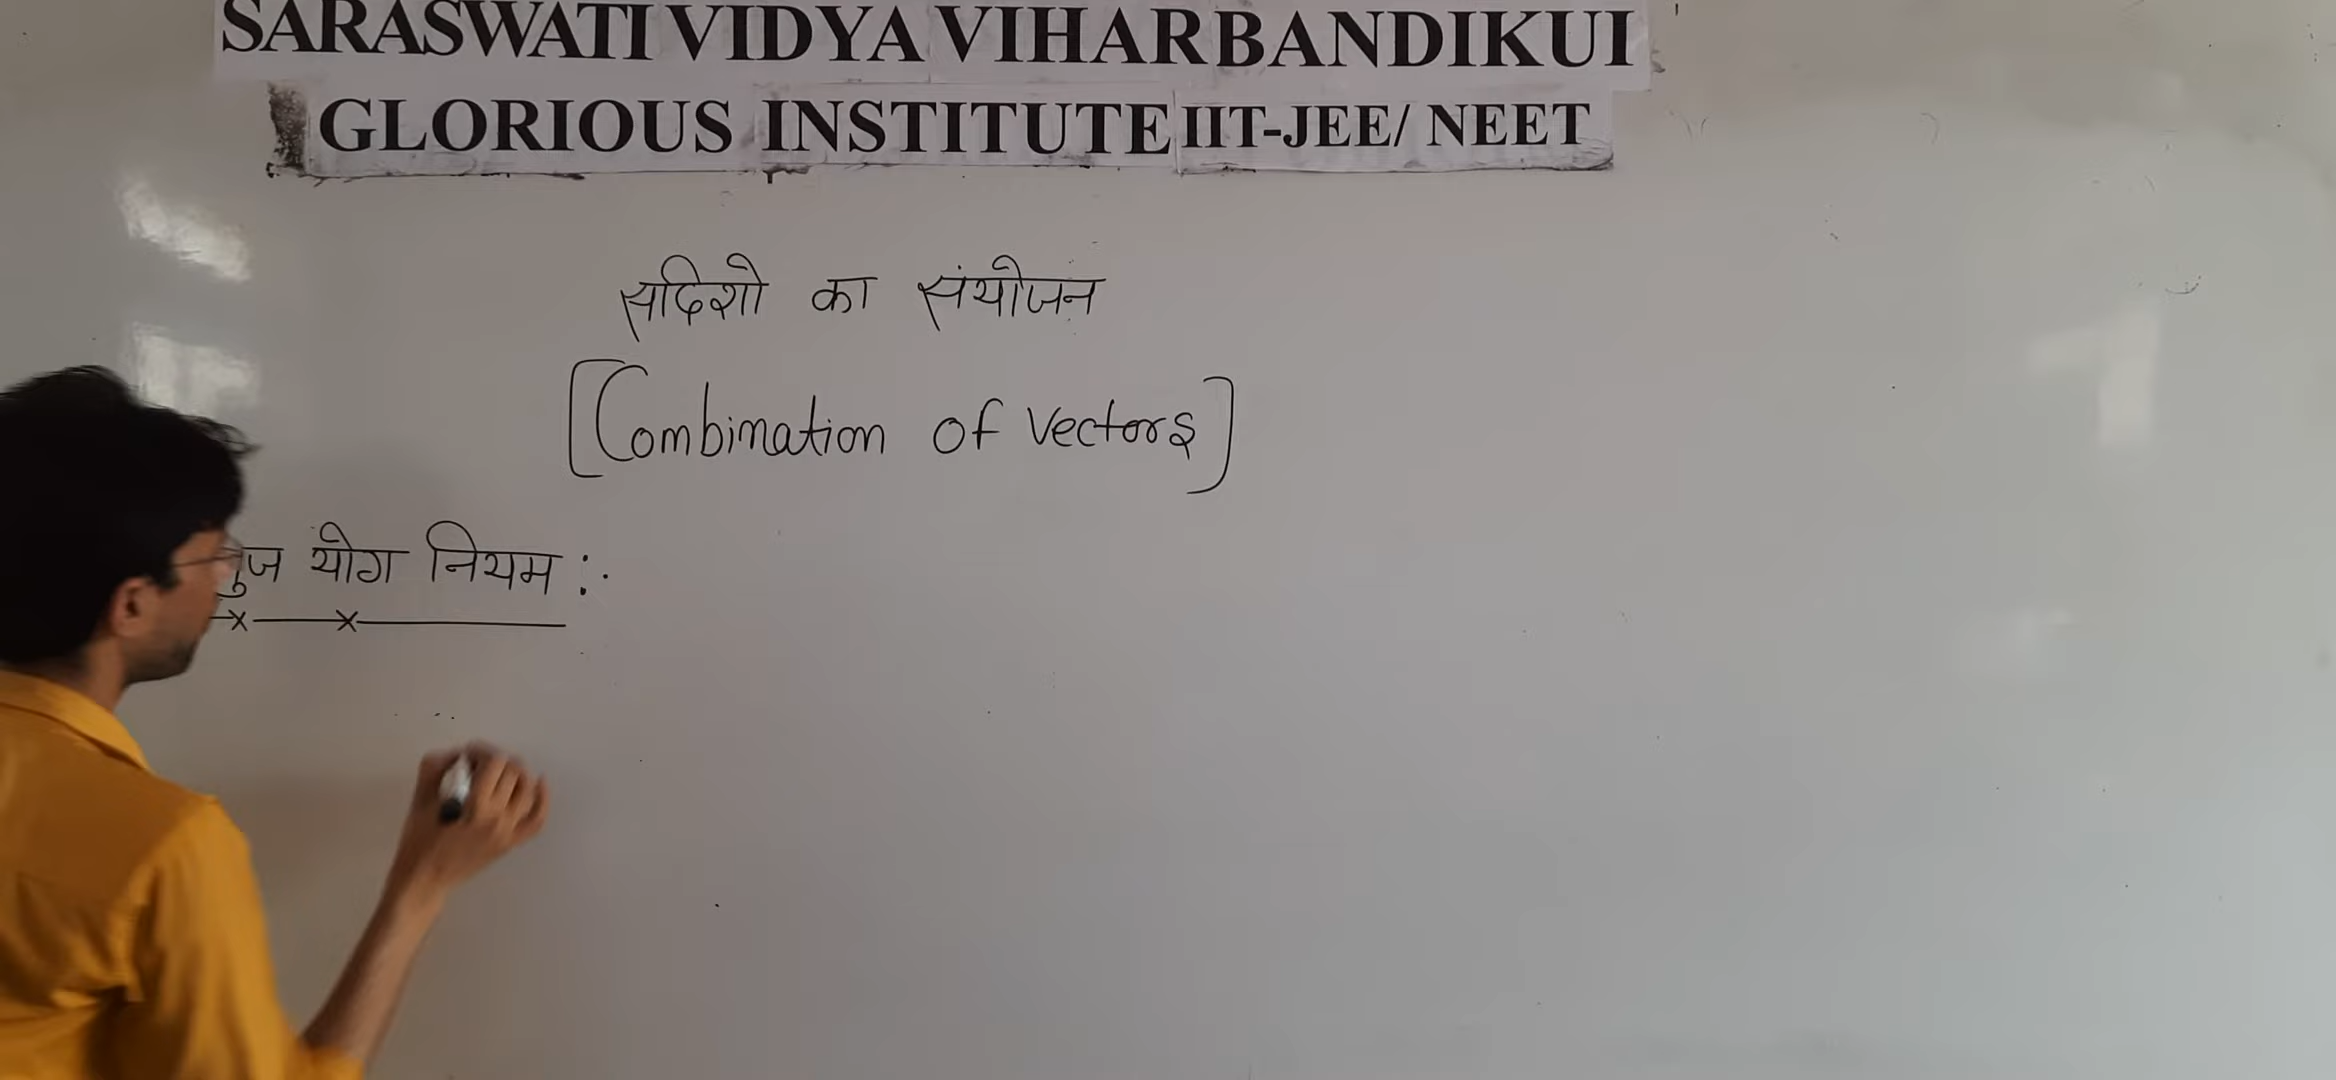 SARASWATI VIDYA VIHAR BANDIKUI
GLORIOUS INSTITUTE IIT-JEE/ NEET
सदिशो का संयोजन
[Combination of vectors]
योग नियम :